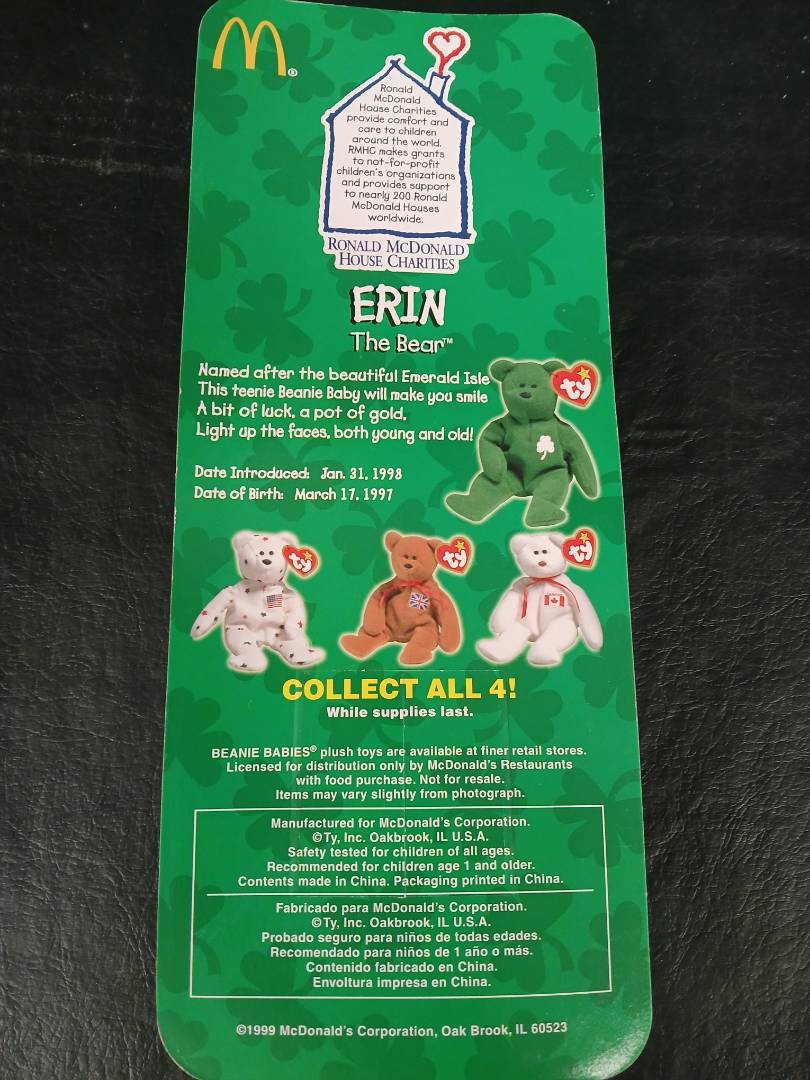 M®
Ronald
McDonald
House Charities
provide comfort and
care to children
around the world.
RMHC makes grants
to not-for-profit
children's organizations
and provides support
to nearly 200 Ronald
McDonald Houses
worldwide.
RONALD MCDONALD
HOUSE CHARITIES
ERIN
The Bear™
Named after the beautiful Emerald Isle
This teenie Beanie Baby will make you smile
A bit of luck, a pot of gold,
Light up the faces, both young and old!
ty
Date Introduced: Jan. 31, 1998
Date of Birth: March 17, 1997
ty
ty
ty
COLLECT ALL 4!
While supplies last.
BEANIE BABIES® plush toys are available at finer retail stores.
Licensed for distribution only by McDonald's Restaurants
with food purchase. Not for resale.
Items may vary slightly from photograph.
Manufactured for McDonald's Corporation.
©Ty, Inc. Oakbrook, IL U.S.A.
Safety tested for children of all ages.
Recommended for children age 1 and older.
Contents made in China. Packaging printed in China.
Fabricado para McDonald's Corporation.
©Ty, Inc. Oakbrook, IL U.S.A.
Probado seguro para niños de todas edades.
Recomendado para niños de 1 año o más.
Contenido fabricado en China.
Envoltura impresa en China.
©1999 McDonald's Corporation, Oak Brook, IL 60523